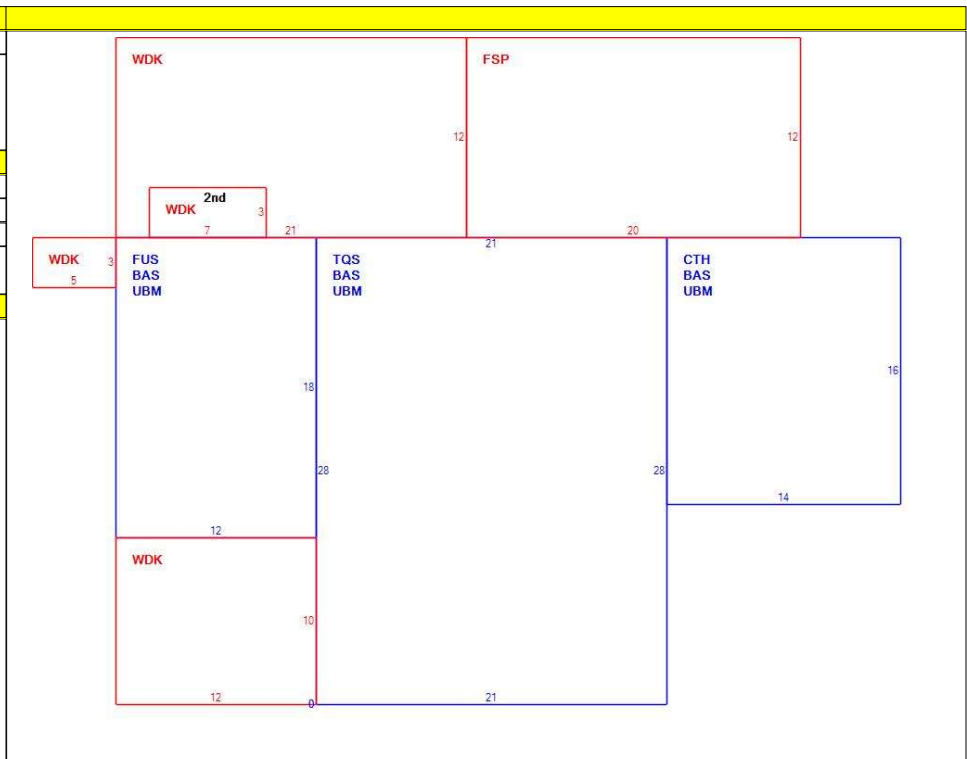 WDK
FSP
12
12
2nd
WDK
3
7
21
20
21
WDK
3
5
FUS
BAS
UBM
TQS
BAS
UBM
CTH
BAS
UBM
16
18
28
28
14
12
WDK
10
12
0
21